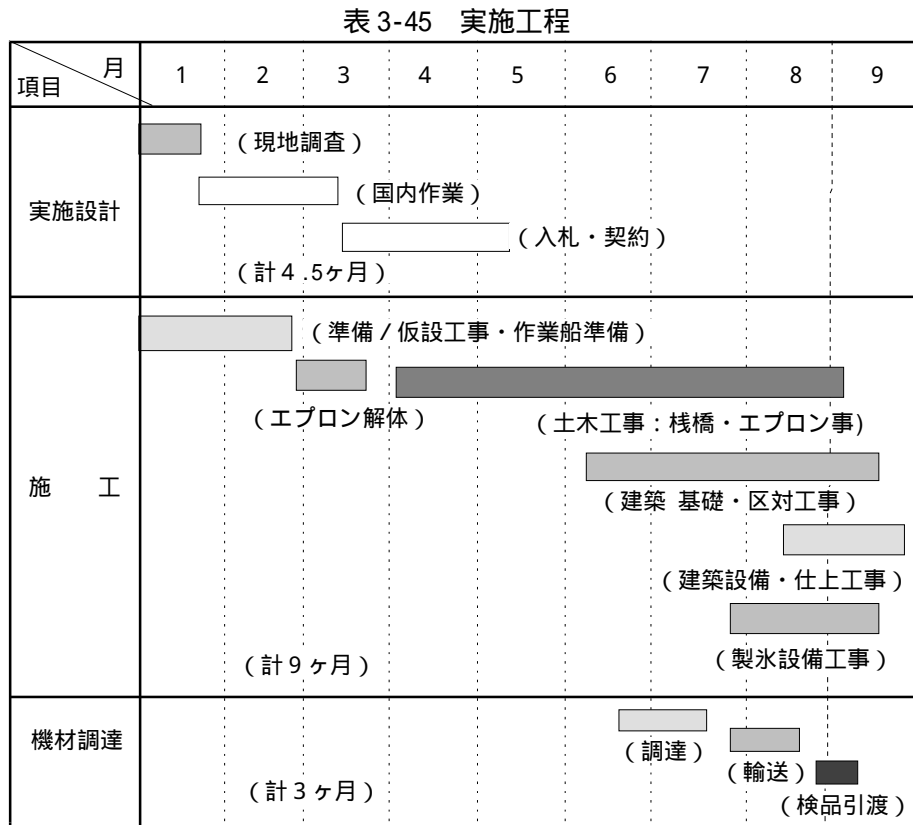 表 3-45 実施工程
月
項目
1 2 3 4 5 6 7 8 9
実施設計
(現地調査)
(国内作業)
(入札・契約)
(計4.5ヶ月)
施 工
(準備/仮設工事・作業船準備)
(エプロン解体)
(土木工事:桟橋・エプロン事)
(建築 基礎・区対工事)
(建築設備・仕上工事)
(製氷設備工事)
(計9ヶ月)
機材調達
(調達)
(輸送)
(検品引渡)
(計3ヶ月)